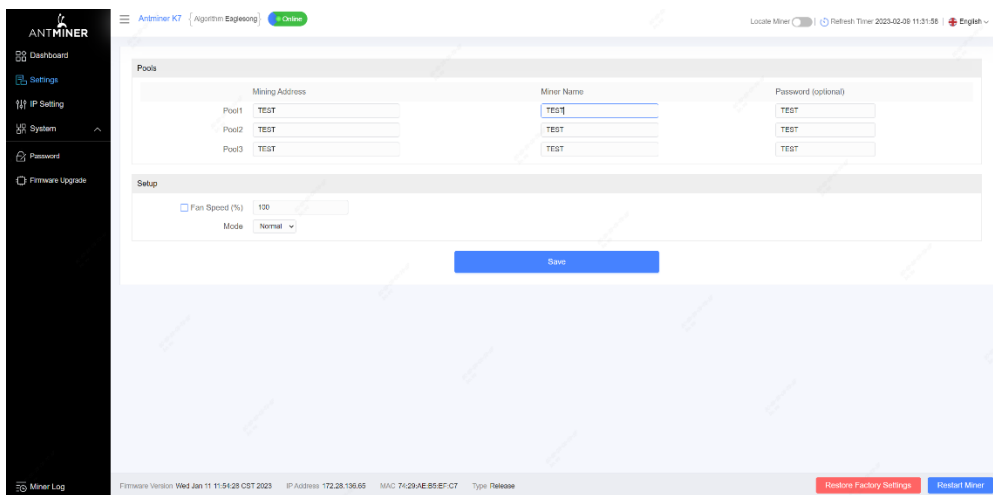 ANTMINER
Antminer K7 { Algorithm Eaglesong } Online
Locate Miner Refresh Timer 2023-02-09 11:31:56 English
Dashboard
Settings
IP Setting
System
Password
Firmware Upgrade
Pools
Mining Address Miner Name Password (optional)
Pool1 TEST TEST TEST
Pool2 TEST TEST TEST
Pool3 TEST TEST TEST
Setup
Fan Speed (%) 100
Mode Normal
Save
Miner Log
Firmware Version Wed Jan 11 11:54:28 CST 2023 IP Address 172.28.136.65 MAC 74:29:AE:B5:EF:C7 Type Release
Restore Factory Settings Restart Miner